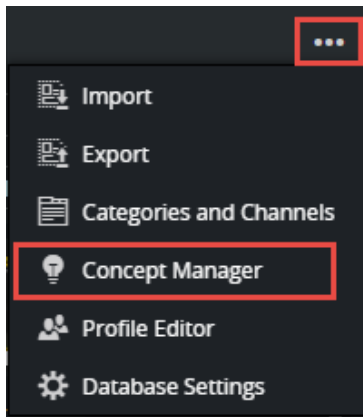 Import
Export
Categories and Channels
Concept Manager
Profile Editor
Database Settings